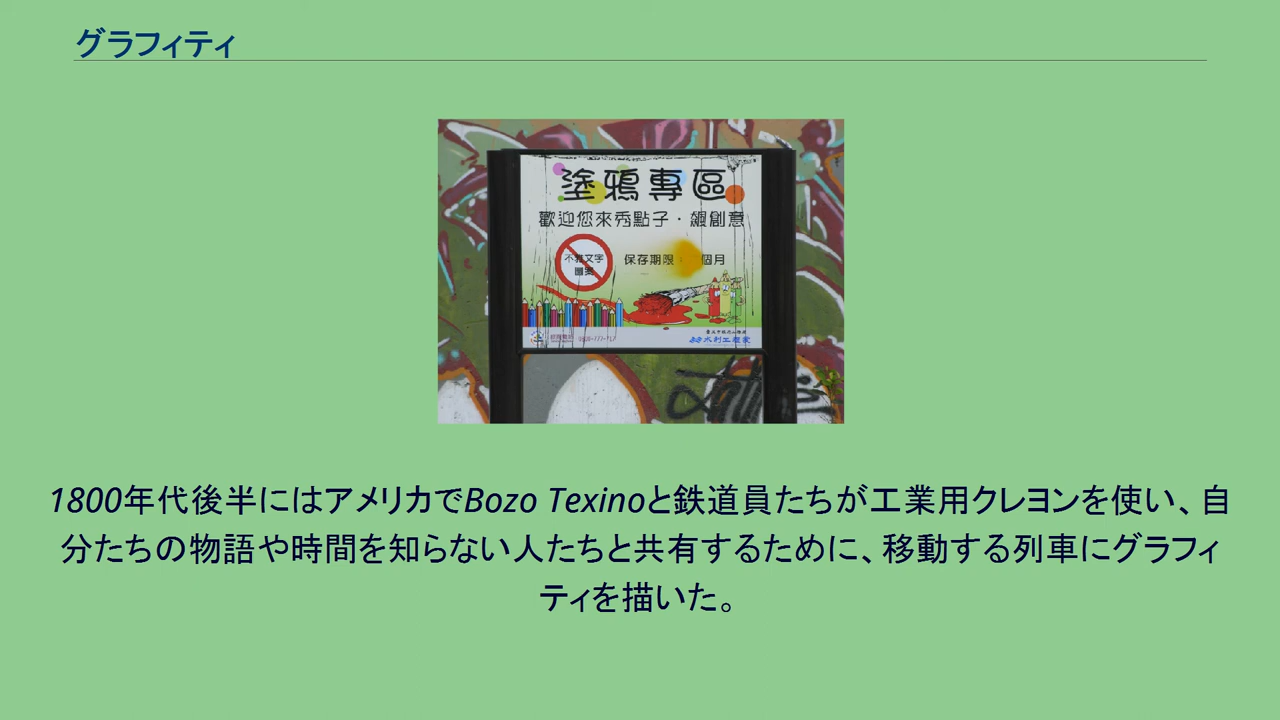 グラフィティ
塗鴉專區
歡迎您來秀點子・飆創意
不雅文字
圖案
保存期限: 個月
水利工程處
1800年代後半にはアメリカでBozo Texinoと鉄道員たちが工業用クレヨンを使い、自
分たちの物語や時間を知らない人たちと共有するために、移動する列車にグラフィ
ティを描いた。